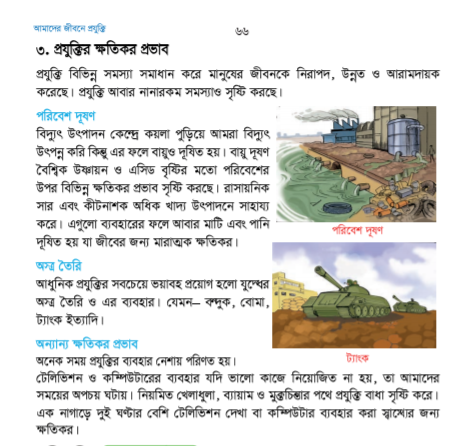 আমাদের জীবনে প্রযুক্তি
৬৬
৩. প্রযুক্তির ক্ষতিকর প্রভাব
প্রযুক্তি বিভিন্ন সমস্যা সমাধান করে মানুষের জীবনকে নিরাপদ, উন্নত ও আরামদায়ক
করেছে। প্রযুক্তি আবার নানারকম সমস্যাও সৃষ্টি করছে।
পরিবেশ দূষণ
বিদ্যুৎ উৎপাদন কেন্দ্রে কয়লা পুড়িয়ে আমরা বিদ্যুৎ
উৎপন্ন করি কিন্তু এর ফলে বায়ুও দূষিত হয়। বায়ু দূষণ
বৈশ্বিক উষ্ণায়ন ও এসিড বৃষ্টির মতো পরিবেশের
উপর বিভিন্ন ক্ষতিকর প্রভাব সৃষ্টি করছে। রাসায়নিক
সার এবং কীটনাশক অধিক খাদ্য উৎপাদনে সাহায্য
করে। এগুলো ব্যবহারের ফলে আবার মাটি এবং পানি
দূষিত হয় যা জীবের জন্য মারাত্মক ক্ষতিকর।
পরিবেশ দূষণ
অস্ত্র তৈরি
আধুনিক প্রযুক্তির সবচেয়ে ভয়াবহ প্রয়োগ হলো যুদ্ধের
অস্ত্র তৈরি ও এর ব্যবহার। যেমন– বন্দুক, বোমা,
ট্যাংক ইত্যাদি।
ট্যাংক
অন্যান্য ক্ষতিকর প্রভাব
অনেক সময় প্রযুক্তির ব্যবহার নেশায় পরিণত হয়।
টেলিভিশন ও কম্পিউটারের ব্যবহার যদি ভালো কাজে নিয়োজিত না হয়, তা আমাদের
সময়ের অপচয় ঘটায়। নিয়মিত খেলাধুলা, ব্যায়াম ও মুক্তচিন্তার পথে প্রযুক্তি বাধা সৃষ্টি করে।
এক নাগাড়ে দুই ঘণ্টার বেশি টেলিভিশন দেখা বা কম্পিউটার ব্যবহার করা স্বাস্থ্যের জন্য
ক্ষতিকর।